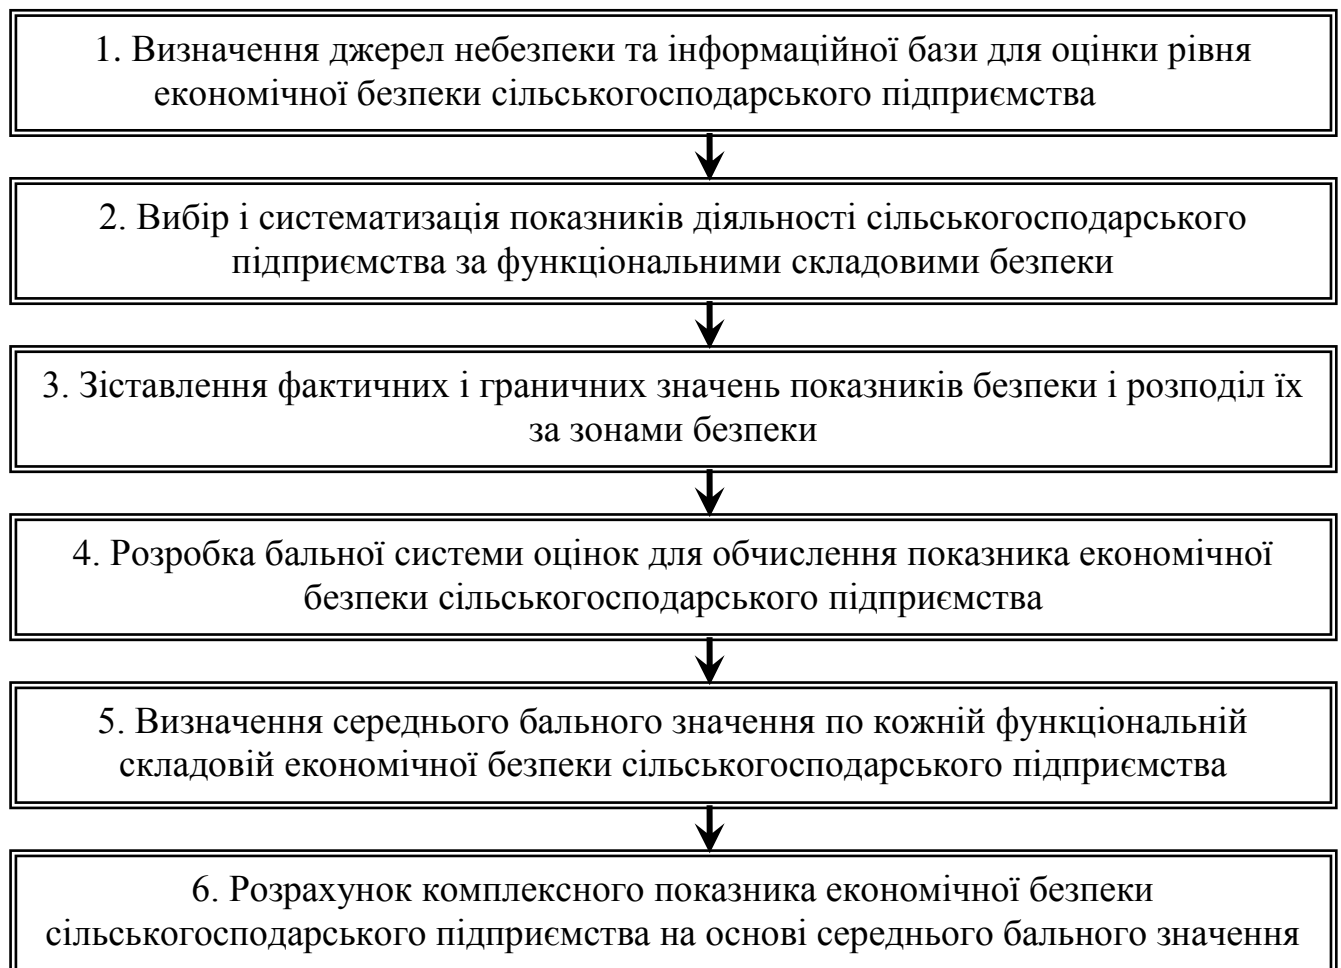 1. Визначення джерел небезпеки та інформаційної бази для оцінки рівня
економічної безпеки сільськогосподарського підприємства
2. Вибір і систематизація показників діяльності сільськогосподарського
підприємства за функціональними складовими безпеки
3. Зіставлення фактичних і граничних значень показників безпеки і розподіл їх
за зонами безпеки
4. Розробка бальної системи оцінок для обчислення показника економічної
безпеки сільськогосподарського підприємства
5. Визначення середнього бального значення по кожній функціональній
складовій економічної безпеки сільськогосподарського підприємства
6. Розрахунок комплексного показника економічної безпеки
сільськогосподарського підприємства на основі середнього бального значення